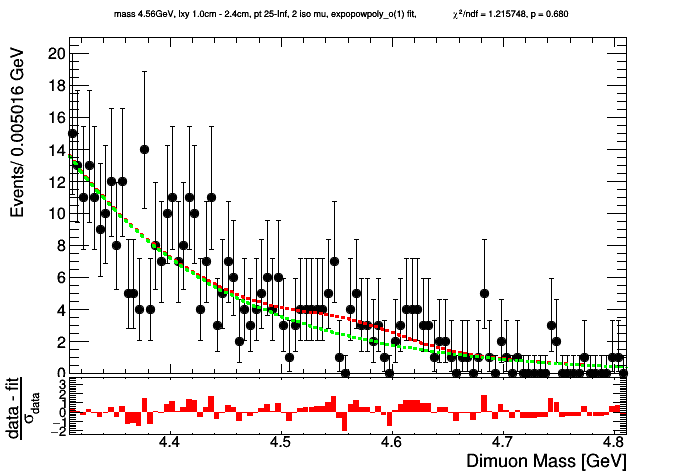 mass 4.56GeV, lxy 1.0cm - 2.4cm, pt 25-Inf, 2 iso mu, expopowpoly_o(1) fit, χ²/ndf = 1.215748, p = 0.680
Events/ 0.005016 GeV
20
18
16
14
12
10
8
6
4
2
0
data - fit
σdata
3
2
1
0
−1
−2
4.4 4.5 4.6 4.7 4.8
Dimuon Mass [GeV]